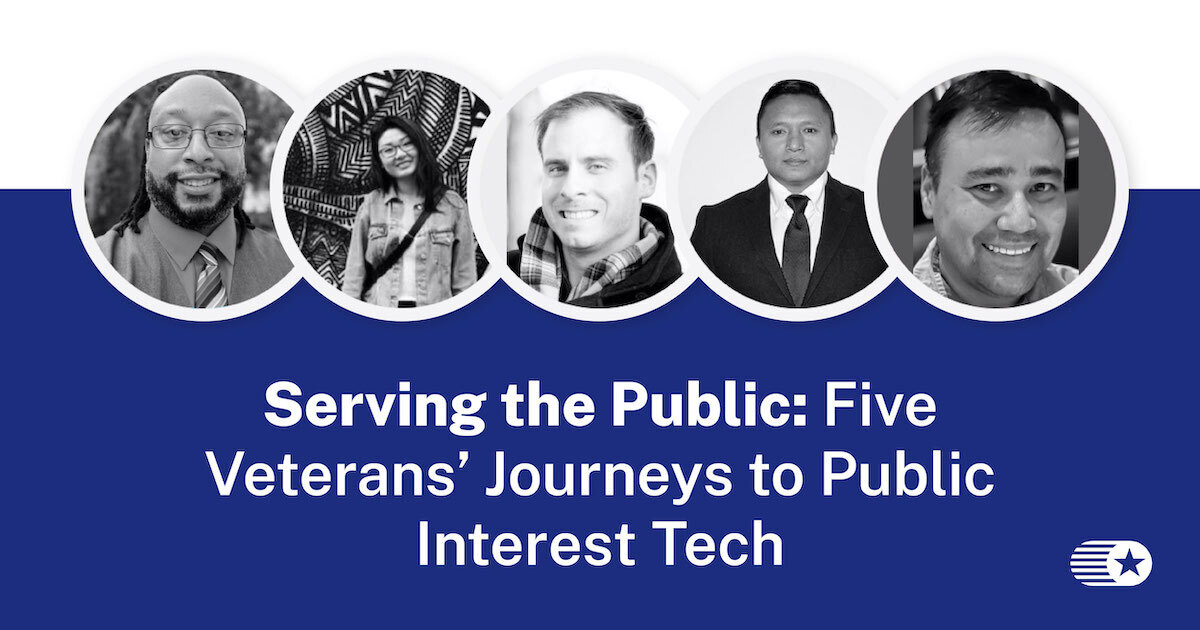 Serving the Public: Five
Veterans’ Journeys to Public
Interest Tech